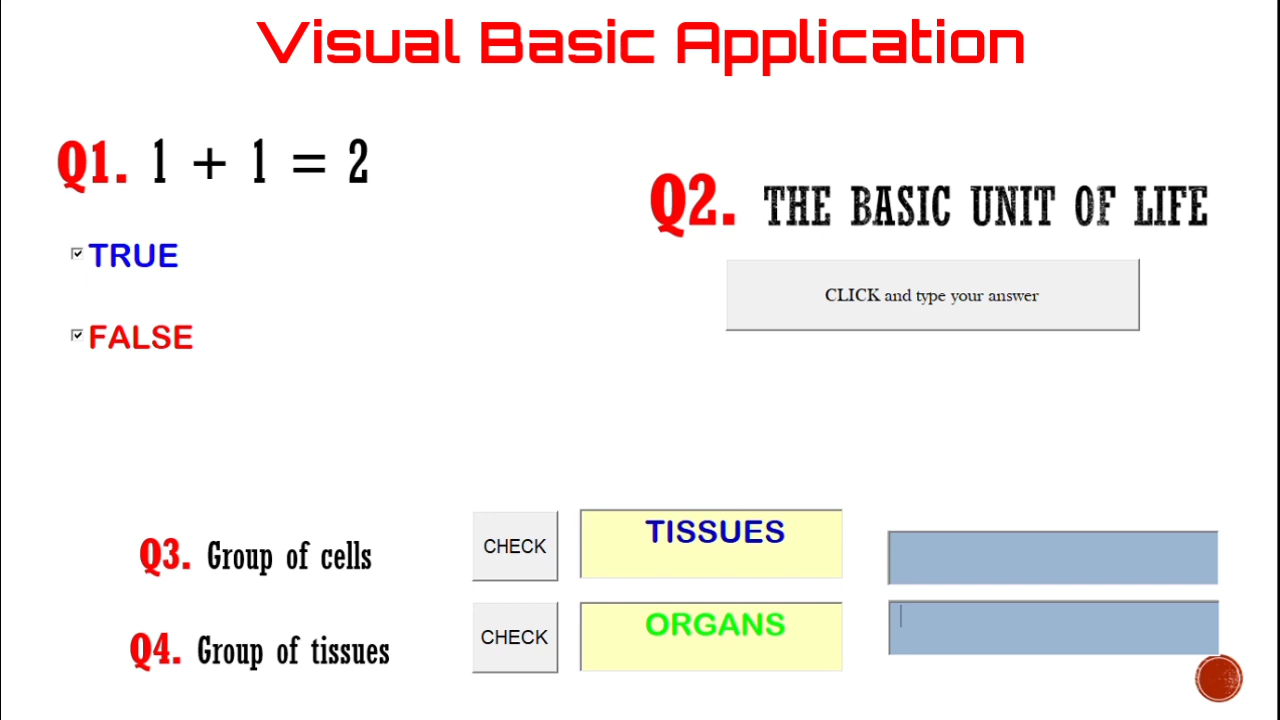 Visual Basic Application
Q1. 1 + 1 = 2
TRUE
FALSE
Q2. THE BASIC UNIT OF LIFE
CLICK and type your answer
Q3. Group of cells
CHECK
TISSUES
Q4. Group of tissues
CHECK
ORGANS